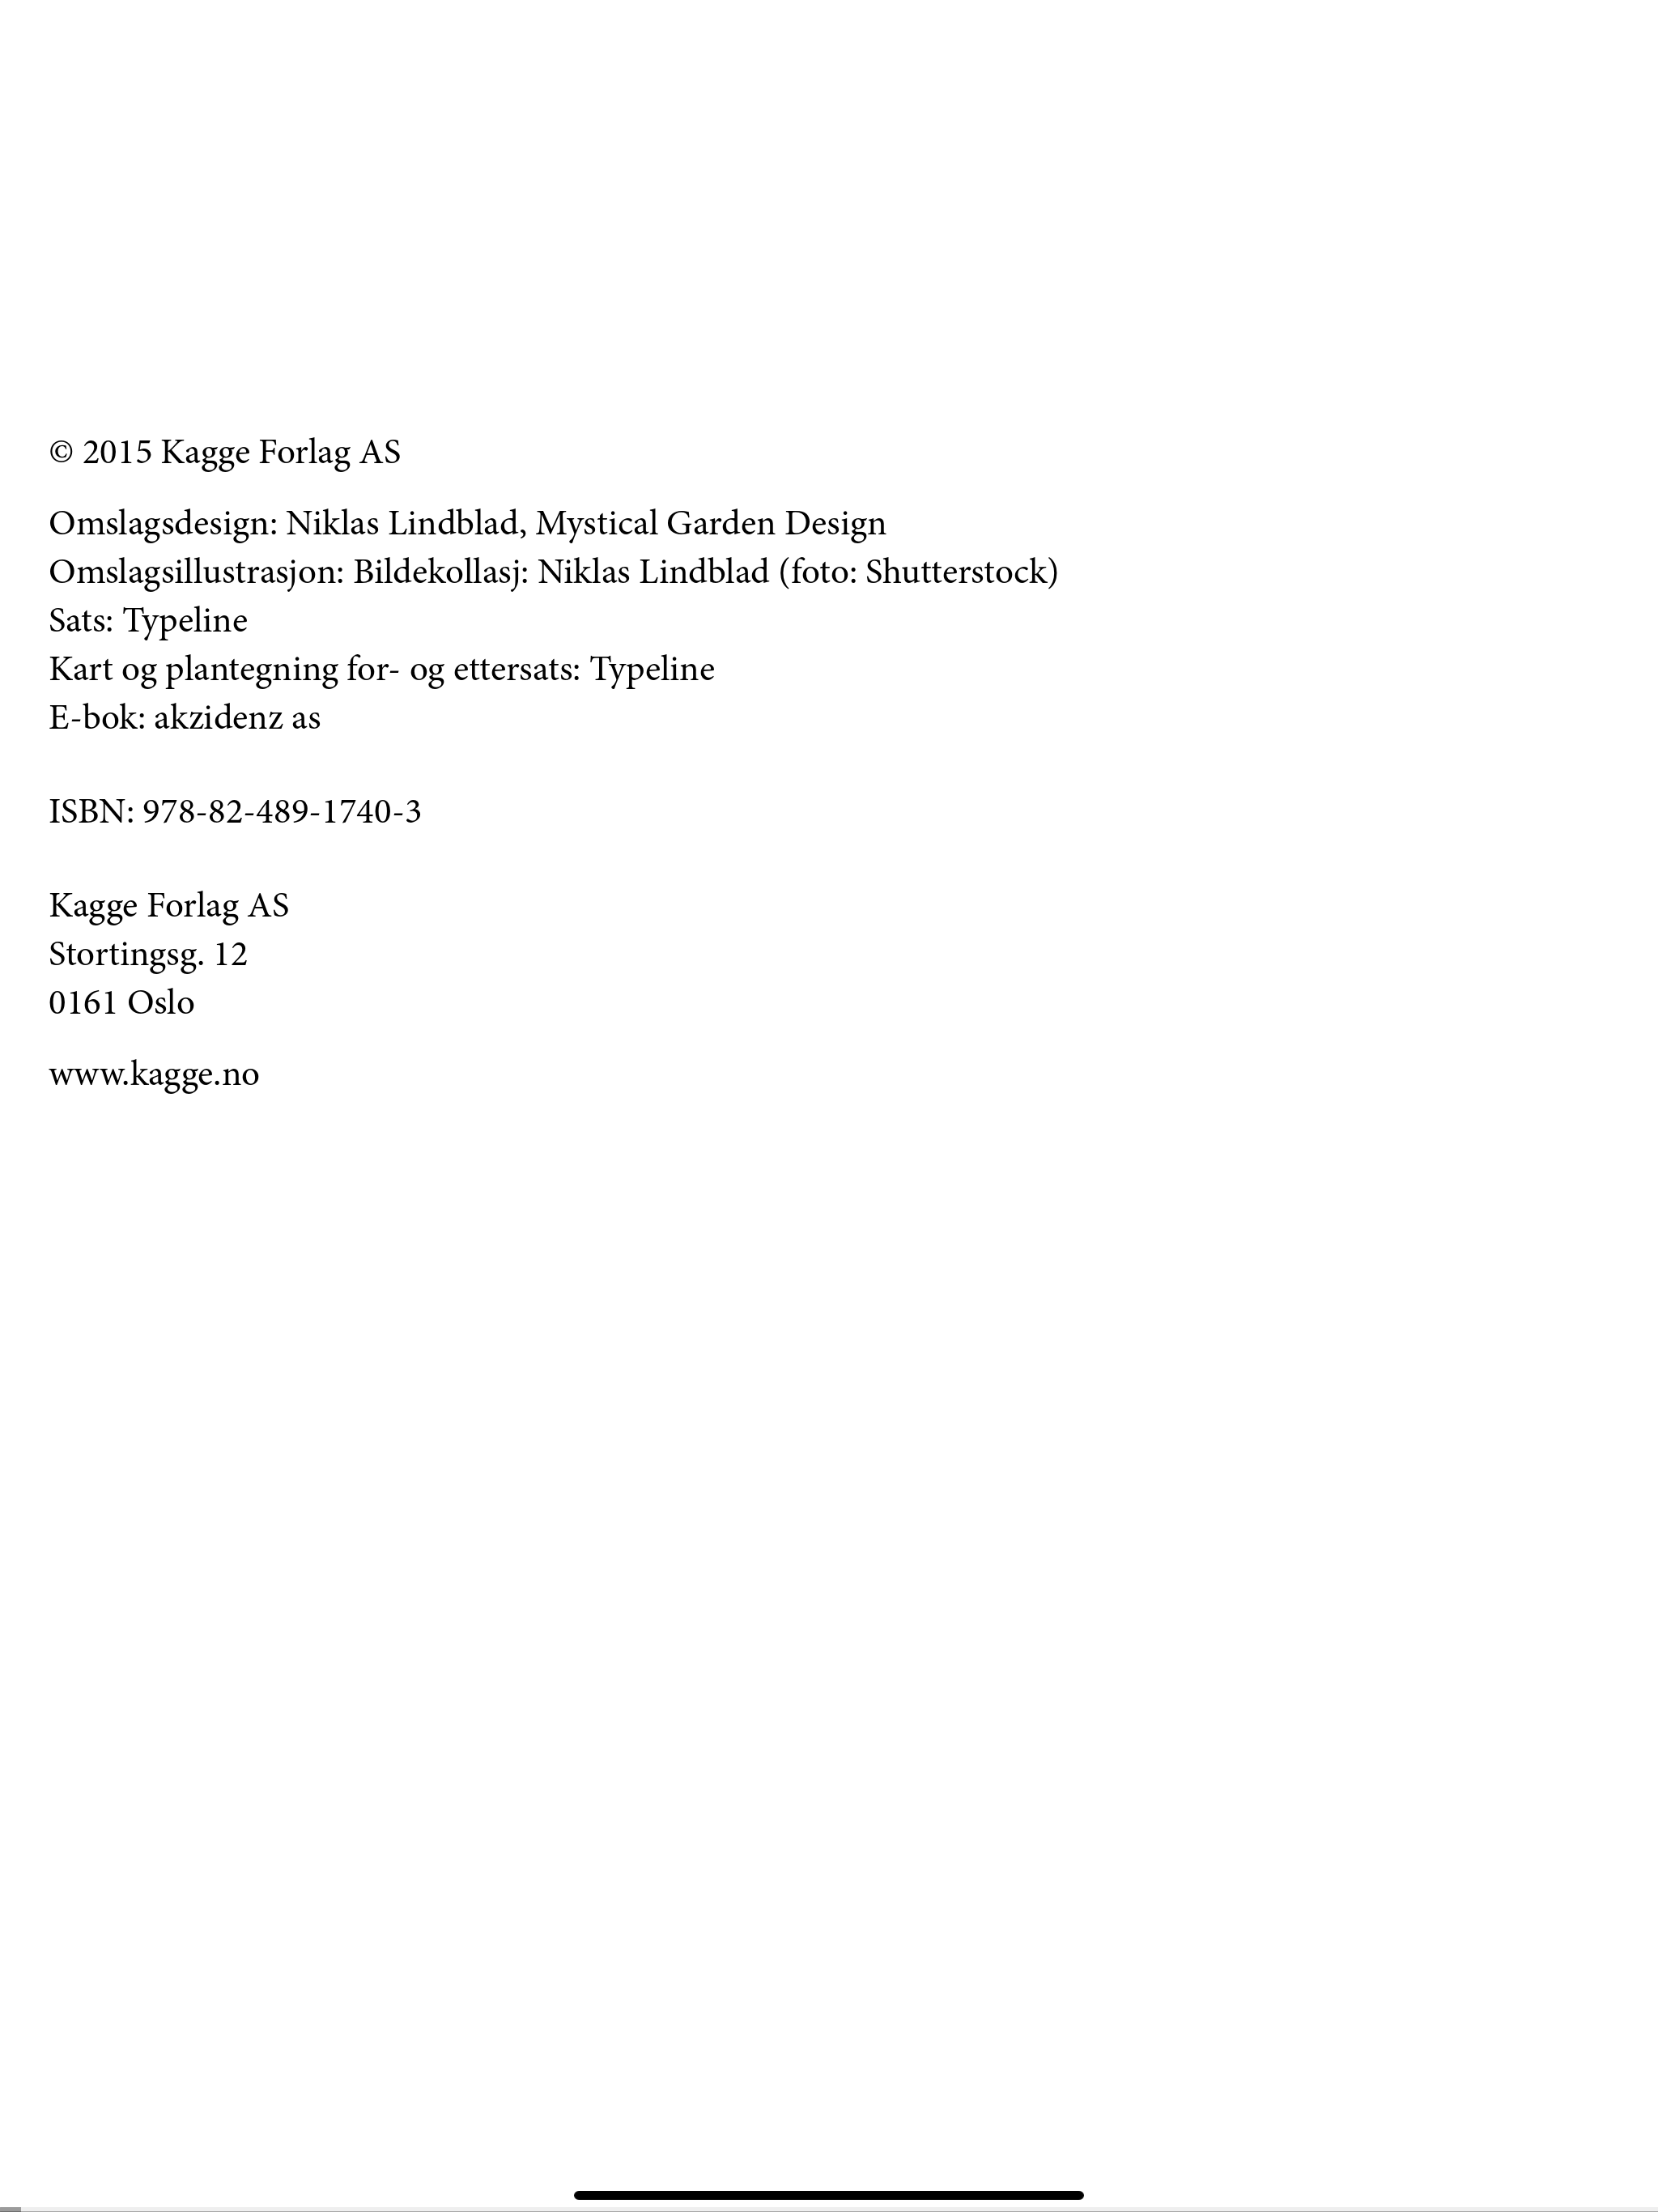 © 2015 Kagge Forlag AS
Omslagsdesign: Niklas Lindblad, Mystical Garden Design
Omslagsillustrasjon: Bildekollasj: Niklas Lindblad (foto: Shutterstock)
Sats: Typeline
Kart og plantegning for- og ettersats: Typeline
E-bok: akzidenz as
ISBN: 978-82-489-1740-3
Kagge Forlag AS
Stortingsg. 12
0161 Oslo
www.kagge.no